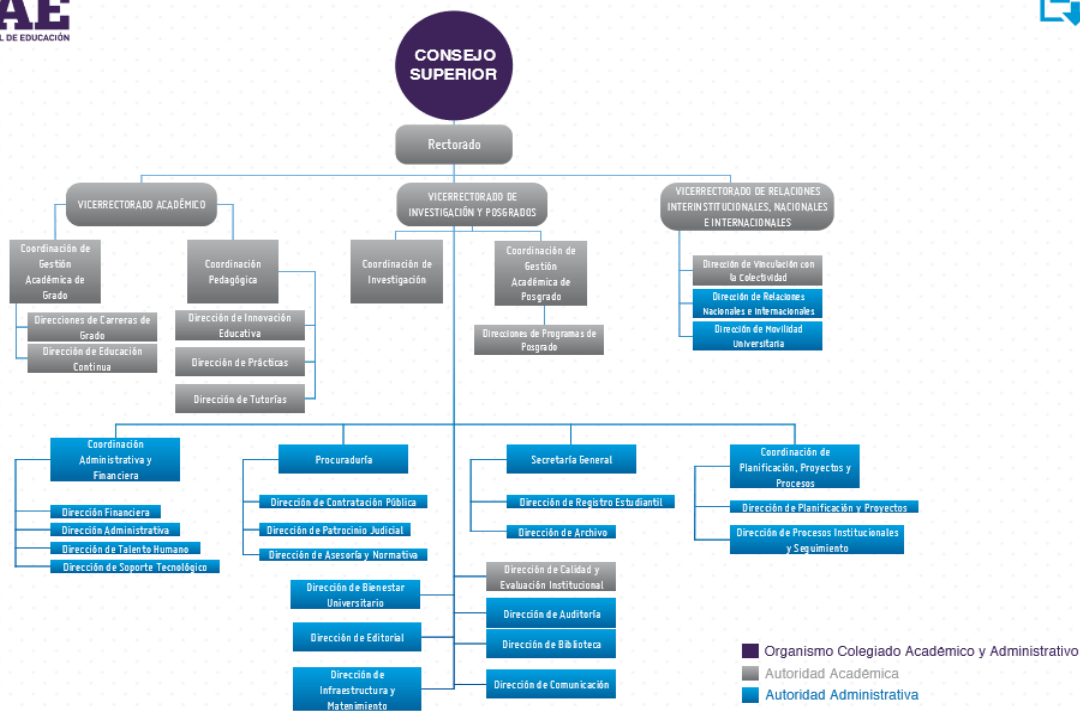 AE
L DE EDUCACIÓN
CONSEJO
SUPERIOR
Rectorado
VICERRECTORADO ACADÉMICO
VICERRECTORADO DE
INVESTIGACIÓN Y POSGRADOS
VICERRECTORADO DE RELACIONES
INTERINSTITUCIONALES, NACIONALES
E INTERNACIONALES
Coordinación de
Gestión
Académica de
Grado
Coordinación
Pedagógica
Coordinación de
Investigación
Coordinación de
Gestión
Académica de
Posgrado
Dirección de Vinculación con
la Colectividad
Dirección de Relaciones
Nacionales e Internacionales
Dirección de Movilidad
Universitaria
Direcciones de Carreras de
Grado
Dirección de Educación
Continua
Dirección de Innovación
Educativa
Dirección de Prácticas
Dirección de Tutorías
Direcciones de Programas de
Posgrado
Coordinación
Administrativa y
Financiera
Procuraduría
Secretaría General
Coordinación de
Planificación, Proyectos y
Procesos
Dirección Financiera
Dirección Administrativa
Dirección de Talento Humano
Dirección de Soporte Tecnológico
Dirección de Contratación Pública
Dirección de Patrocinio Judicial
Dirección de Asesoría y Normativa
Dirección de Registro Estudiantil
Dirección de Archivo
Dirección de Planificación y Proyectos
Dirección de Procesos Institucionales
y Seguimiento
Dirección de Bienestar
Universitario
Dirección de Editorial
Dirección de
Infraestructura y
Matenimiento
Dirección de Calidad y
Evaluación Institucional
Dirección de Auditoría
Dirección de Biblioteca
Dirección de Comunicación
Organismo Colegiado Académico y Administrativo
Autoridad Académica
Autoridad Administrativa